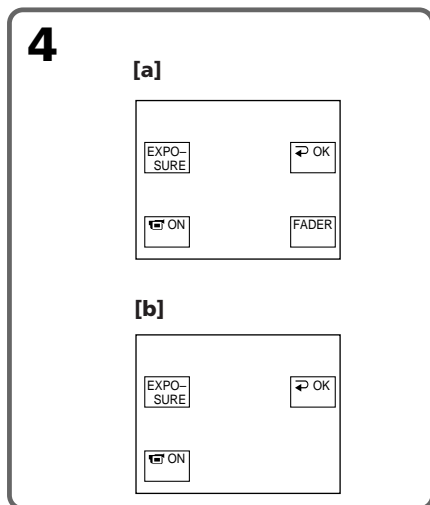 4
[a]
EXPO–
SURE
OK
ON
FADER
[b]
EXPO–
SURE
OK
ON